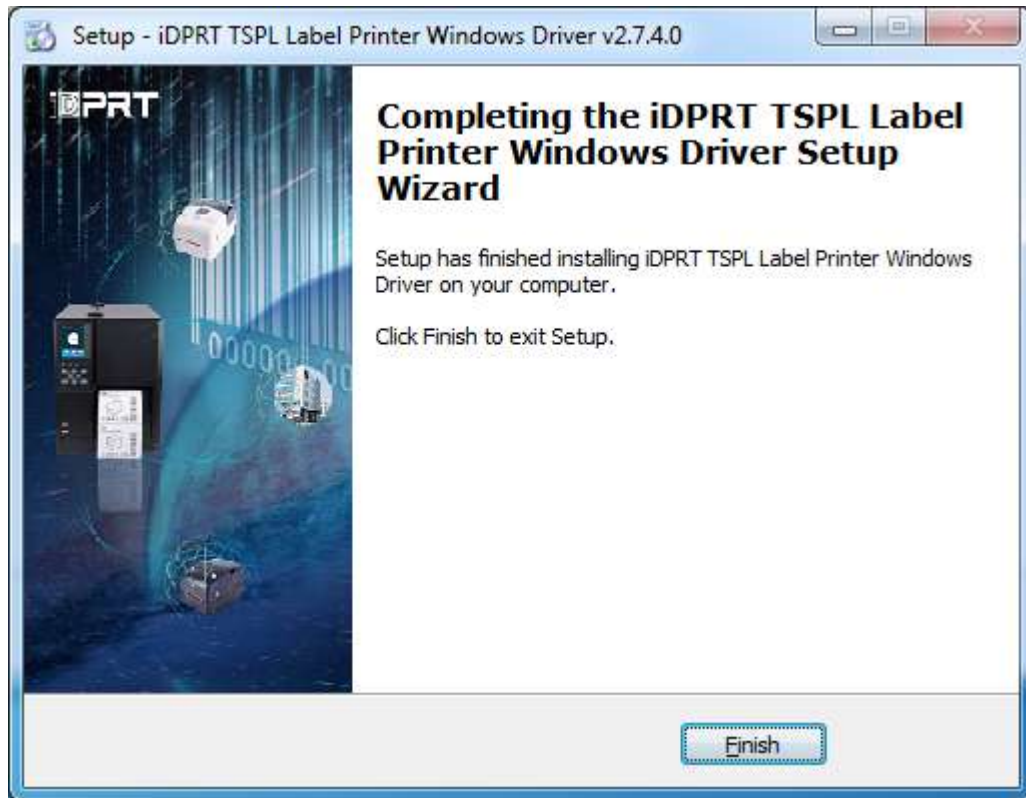 Setup - iDPRT TSPL Label Printer Windows Driver v2.7.4.0
iDPRT
Completing the iDPRT TSPL Label
Printer Windows Driver Setup
Wizard
Setup has finished installing iDPRT TSPL Label Printer Windows
Driver on your computer.
Click Finish to exit Setup.
Finish